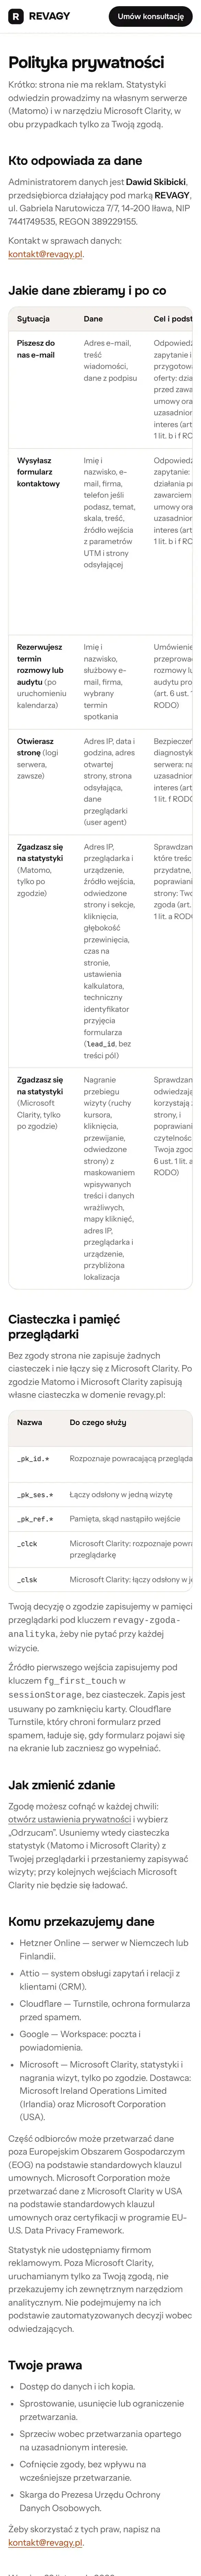 R REVAGY
Umów konsultację
Polityka prywatności
Krótko: strona nie ma reklam. Statystyki
odwiedzin prowadzimy na własnym serwerze
(Matomo) i w narzędziu Microsoft Clarity, w
obu przypadkach tylko za Twoją zgodą.
Kto odpowiada za dane
Administratorem danych jest Dawid Skibicki,
przedsiębiorca działający pod marką REVAGY,
ul. Gabriela Narutowicza 7/7, 14-200 Iława, NIP
7441749535, REGON 389229155.
Kontakt w sprawach danych:
kontakt@revagy.pl.
Jakie dane zbieramy i po co
Sytuacja
Dane
Cel i podst
Piszesz do
nas e-mail
Adres e-mail,
treść
wiadomości,
dane z podpisu
Odpowiedź
zapytanie i
przygotow
oferty: dzia
przed zawa
umowy ora
uzasadnior
interes (art
1 lit. b i f RO
Wysyłasz
formularz
kontaktowy
Imię i
nazwisko, e-
mail, firma,
telefon jeśli
podasz, temat,
skala, treść,
źródło wejścia
z parametrów
UTM i strony
odsyłającej
Odpowiedź
zapytanie:
działania pr
zawarciem
umowy ora
uzasadnior
interes (art
1 lit. b i f RO
Rezerwujesz
termin
rozmowy lub
audytu (po
uruchomieniu
kalendarza)
Imię i
nazwisko,
służbowy e-
mail, firma,
wybrany
termin
spotkania
Umówienie
przeprowa
rozmowy lu
audytu pro
(art. 6 ust. 1
RODO)
Otwierasz
stronę (logi
serwera,
zawsze)
Adres IP, data i
godzina, adres
otwartej
strony, strona
odsyłająca,
dane
przeglądarki
(user agent)
Bezpieczeń
diagnostyk
serwera: na
uzasadnior
interes (art
1 lit. f RODO
Zgadzasz się
na statystyki
(Matomo,
tylko po
zgodzie)
Adres IP,
przeglądarka i
urządzenie,
źródło wejścia,
odwiedzone
strony i sekcje,
kliknięcia,
głębokość
przewinięcia,
czas na
stronie,
ustawienia
kalkulatora,
techniczny
identyfikator
przyjęcia
formularza
(lead_id, bez
treści pól)
Sprawdzan
które treśc
przydatne,
poprawiani
strony: Two
zgoda (art.
1 lit. a RODO
Zgadzasz się
na statystyki
(Microsoft
Clarity, tylko
po zgodzie)
Nagranie
przebiegu
wizyty (ruchy
kursora,
kliknięcia,
przewijanie,
odwiedzone
strony) z
maskowaniem
wpisywanych
treści i danych
wrażliwych,
mapy kliknięć,
adres IP,
przeglądarka i
urządzenie,
przybliżona
lokalizacja
Sprawdzan
odwiedzają
korzystają z
strony, i
poprawiani
czytelności
Twoja zgoc
6 ust. 1 lit. a
RODO)
Ciasteczka i pamięć
przeglądarki
Bez zgody strona nie zapisuje żadnych
ciasteczek i nie łączy się z Microsoft Clarity. Po
zgodzie Matomo i Microsoft Clarity zapisują
własne ciasteczka w domenie revagy.pl:
Nazwa
Do czego służy
_pk_id.*
Rozpoznaje powracającą przegląda
_pk_ses.*
Łączy odsłony w jedną wizytę
_pk_ref.*
Pamięta, skąd nastąpiło wejście
_clck
Microsoft Clarity: rozpoznaje powra
przeglądarkę
_clsk
Microsoft Clarity: łączy odsłony w je
Twoją decyzję o zgodzie zapisujemy w pamięci
przeglądarki pod kluczem revagy-zgoda-
analityka, żeby nie pytać przy każdej
wizycie.
Źródło pierwszego wejścia zapisujemy pod
kluczem fg_first_touch w
sessionStorage, bez ciasteczek. Zapis jest
usuwany po zamknięciu karty. Cloudflare
Turnstile, który chroni formularz przed
spamem, ładuje się, gdy formularz pojawi się
na ekranie lub zaczniesz go wypełniać.
Jak zmienić zdanie
Zgodę możesz cofnąć w każdej chwili:
otwórz ustawienia prywatności i wybierz
„Odrzucam”. Usuniemy wtedy ciasteczka
statystyk (Matomo i Microsoft Clarity) z
Twojej przeglądarki i przestaniemy zapisywać
wizyty; przy kolejnych wejściach Microsoft
Clarity nie będzie się ładować.
Komu przekazujemy dane
• Hetzner Online — serwer w Niemczech lub
Finlandii.
• Attio — system obsługi zapytań i relacji z
klientami (CRM).
• Cloudflare — Turnstile, ochrona formularza
przed spamem.
• Google — Workspace: poczta i
powiadomienia.
• Microsoft — Microsoft Clarity, statystyki i
nagrania wizyt, tylko po zgodzie. Dostawca:
Microsoft Ireland Operations Limited
(Irlandia) oraz Microsoft Corporation
(USA).
Część odbiorców może przetwarzać dane
poza Europejskim Obszarem Gospodarczym
(EOG) na podstawie standardowych klauzul
umownych. Microsoft Corporation może
przetwarzać dane z Microsoft Clarity w USA
na podstawie standardowych klauzul
umownych oraz certyfikacji w programie EU–
U.S. Data Privacy Framework.
Statystyk nie udostępniamy firmom
reklamowym. Poza Microsoft Clarity,
uruchamianym tylko za Twoją zgodą, nie
przekazujemy ich zewnętrznym narzędziom
analitycznym. Nie podejmujemy na ich
podstawie zautomatyzowanych decyzji wobec
odwiedzających.
Twoje prawa
• Dostęp do danych i ich kopia.
• Sprostowanie, usunięcie lub ograniczenie
przetwarzania.
• Sprzeciw wobec przetwarzania opartego
na uzasadnionym interesie.
• Cofnięcie zgody, bez wpływu na
wcześniejsze przetwarzanie.
• Skarga do Prezesa Urzędu Ochrony
Danych Osobowych.
Żeby skorzystać z tych praw, napisz na
kontakt@revagy.pl.